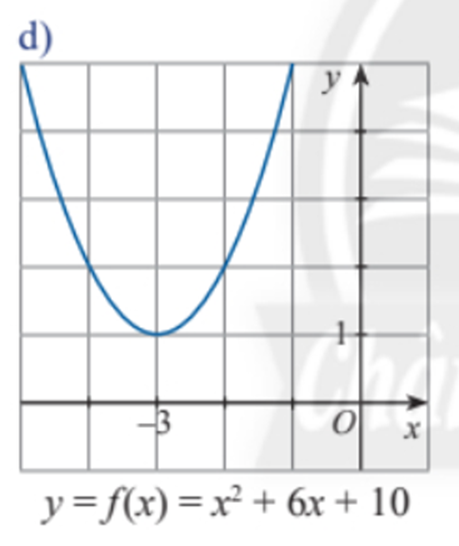 d)
y
1
–3
O
x
y = f(x) = x² + 6x + 10